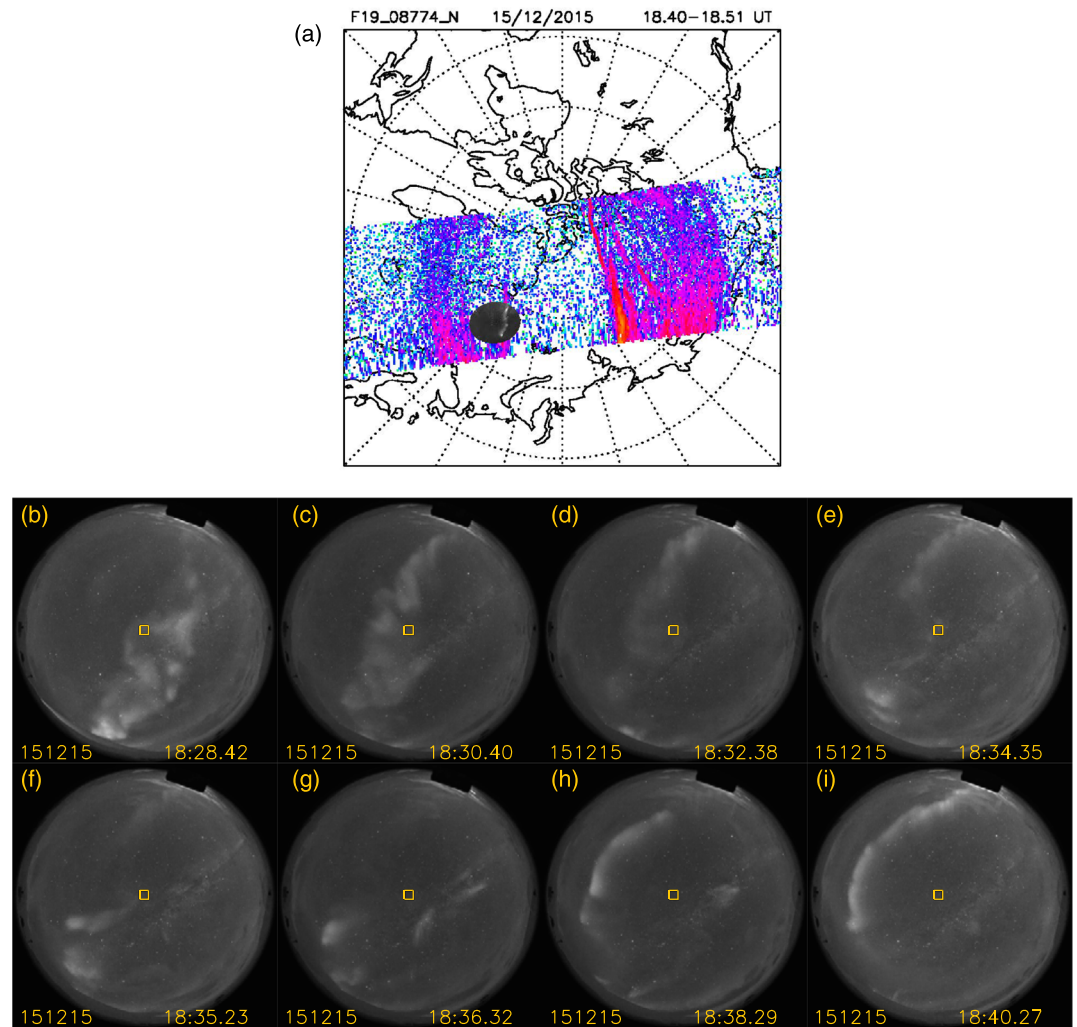 F19_08774_N 15/12/2015 18.40-18.51 UT
(a)
(b) (c) (d) (e)
151215 18:28.42 151215 18:30.40 151215 18:32.38 151215 18:34.35
(f) (g) (h) (i)
151215 18:35.23 151215 18:36.32 151215 18:38.29 151215 18:40.27